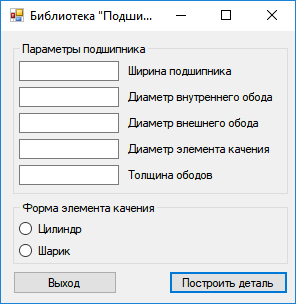 Библиотека "Подши...
Параметры подшипника
Ширина подшипника
Диаметр внутреннего обода
Диаметр внешнего обода
Диаметр элемента качения
Толщина ободов
Форма элемента качения
Цилиндр
Шарик
Выход
Построить деталь